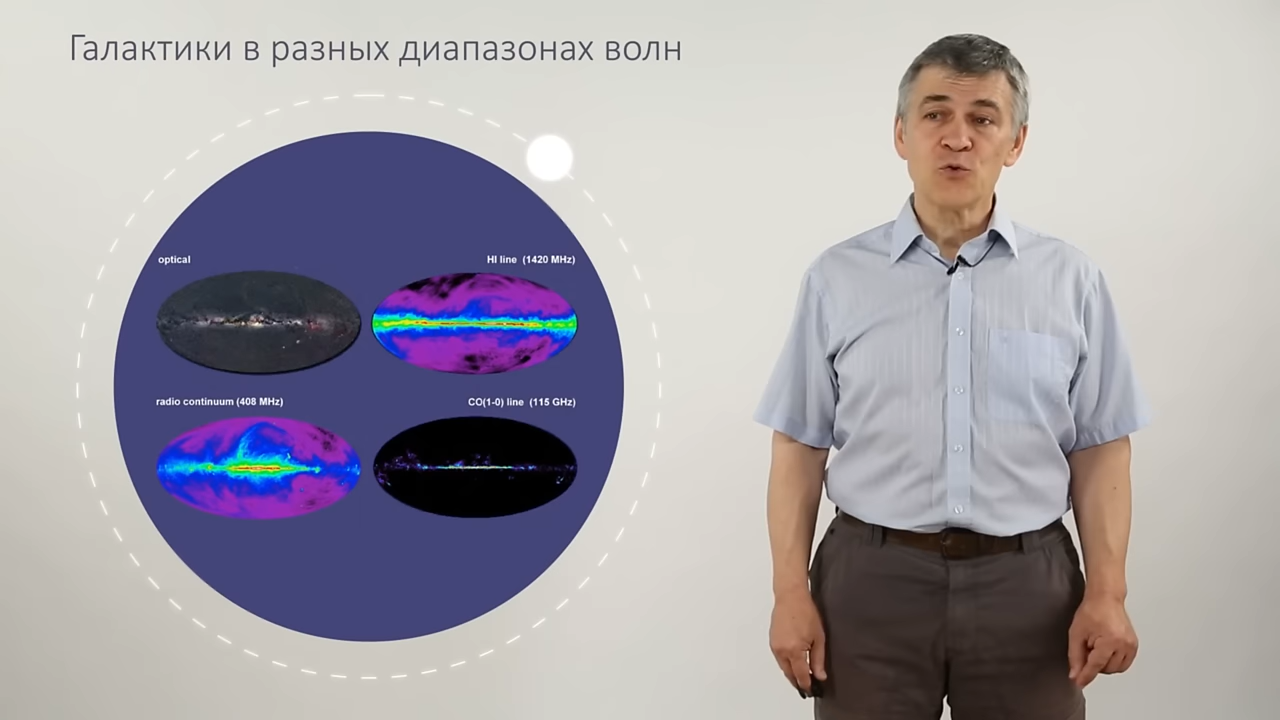 Галактики в разных диапазонах волн
optical
HI line (1420 MHz)
radio continuum (408 MHz)
CO(1-0) line (115 GHz)